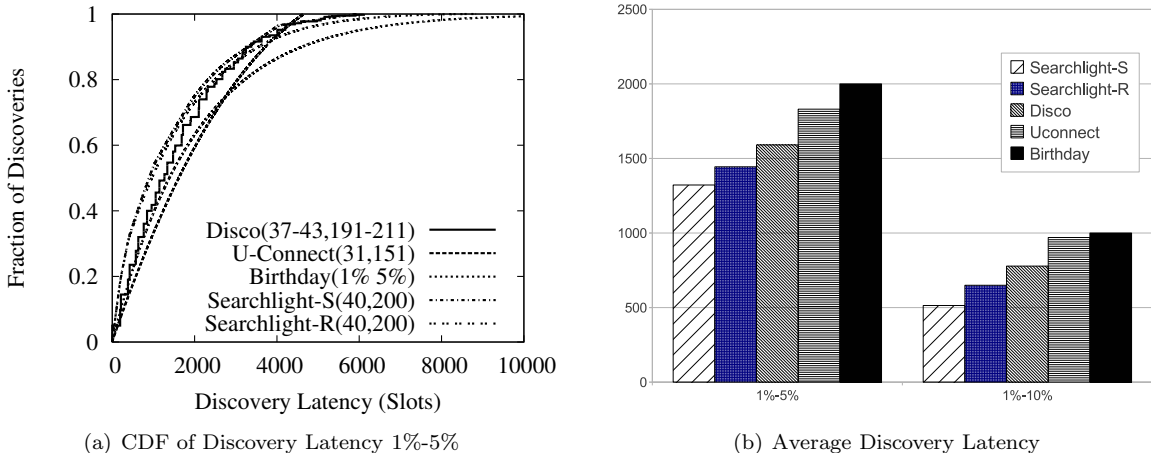 1
0.8
0.6
0.4
0.2
0
Fraction of Discoveries
Disco(37-43,191-211)
U-Connect(31,151)
Birthday(1% 5%)
Searchlight-S(40,200)
Searchlight-R(40,200)
0 2000 4000 6000 8000 10000
Discovery Latency (Slots)
(a) CDF of Discovery Latency 1%-5%
2500
2000
1500
1000
500
0
Searchlight-S
Searchlight-R
Disco
Uconnect
Birthday
1%-5% 1%-10%
(b) Average Discovery Latency